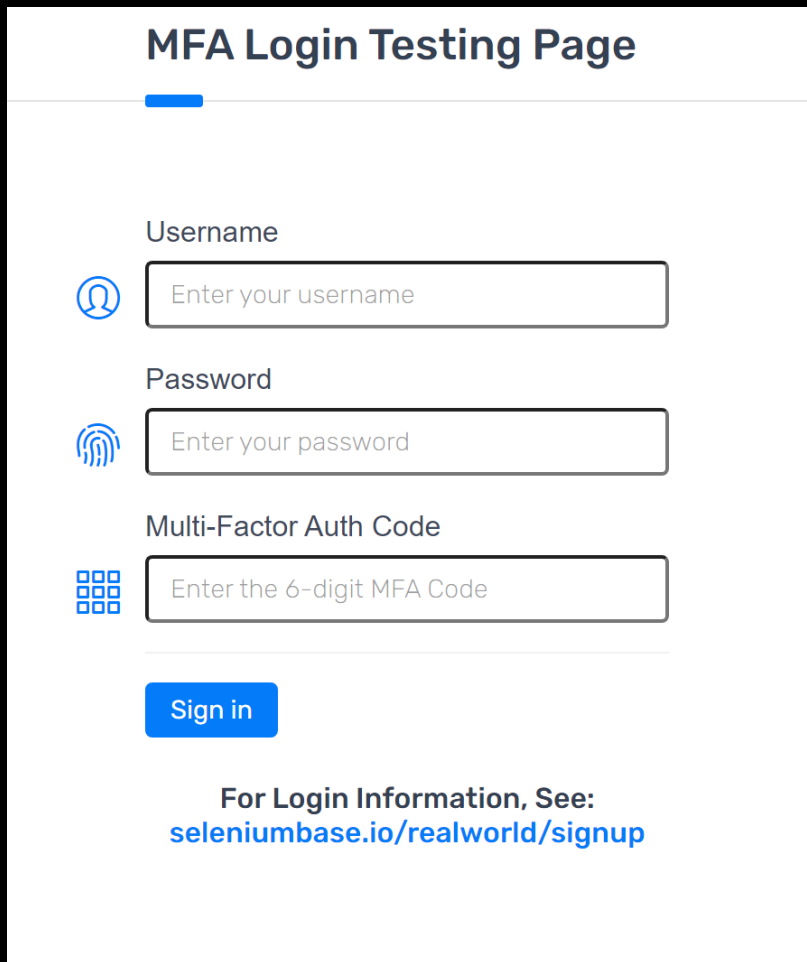 MFA Login Testing Page
Username
Enter your username
Password
Enter your password
Multi-Factor Auth Code
Enter the 6-digit MFA Code
Sign in
For Login Information, See:
seleniumbase.io/realworld/signup